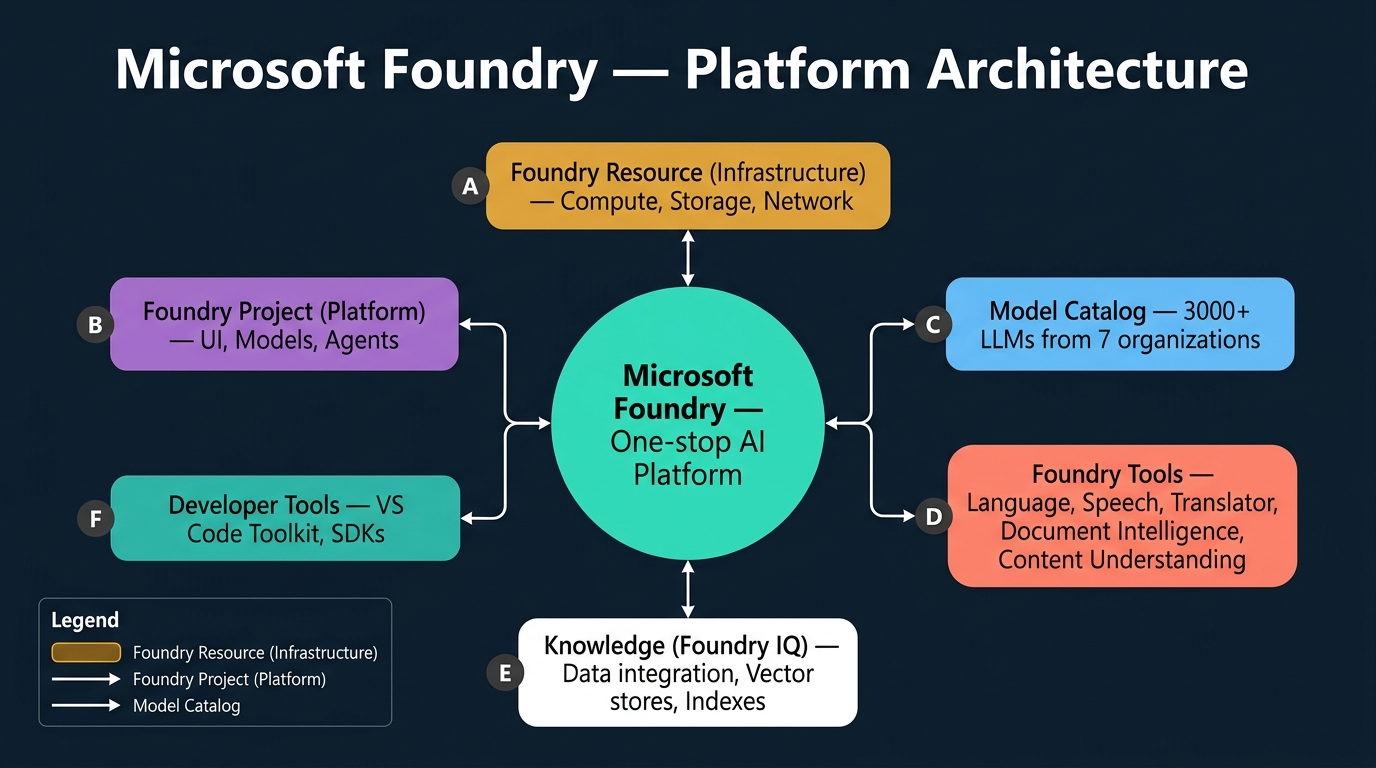 Microsoft Foundry — Platform Architecture
A
Foundry Resource (Infrastructure)
— Compute, Storage, Network
B
Foundry Project (Platform)
— UI, Models, Agents
C
Model Catalog — 3000+
LLMs from 7 organizations
Microsoft
Foundry —
One-stop AI
Platform
F
Developer Tools — VS
Code Toolkit, SDKs
D
Foundry Tools —
Language, Speech, Translator,
Document Intelligence,
Content Understanding
E
Knowledge (Foundry IQ) —
Data integration, Vector
stores, Indexes
Legend
Foundry Resource (Infrastructure)
Foundry Project (Platform)
Model Catalog